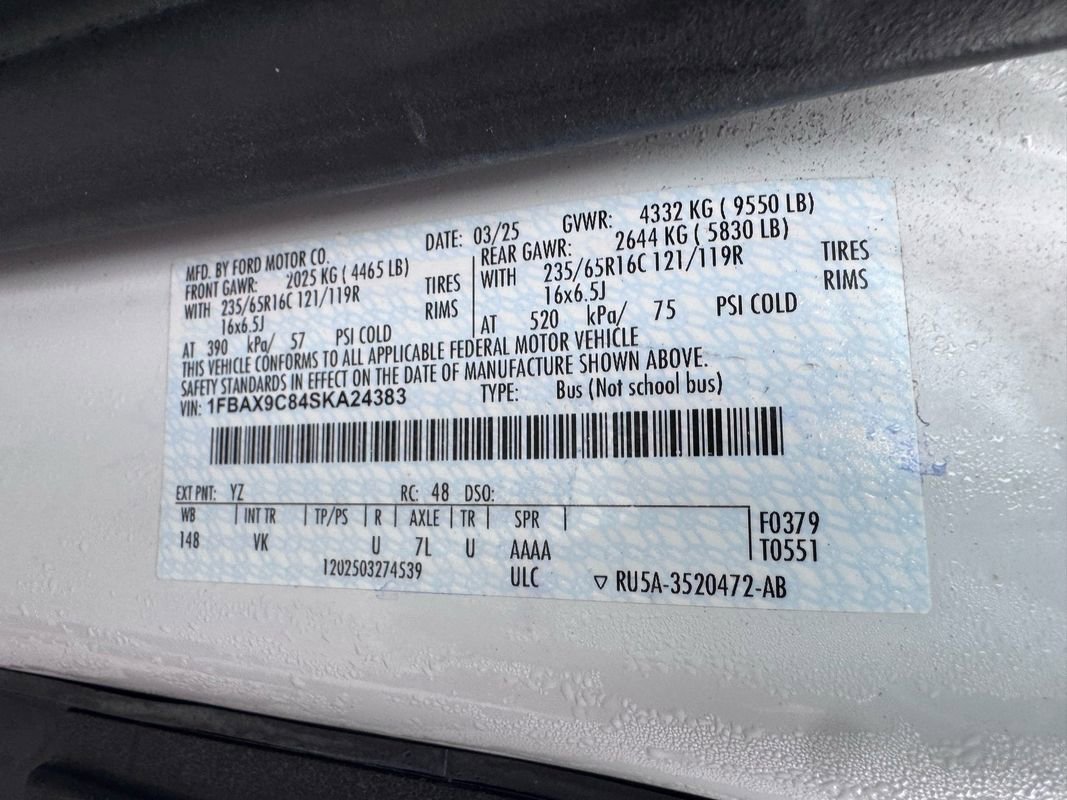 MFD. BY FORD MOTOR CO. DATE: 03/25 GVWR: 4332 KG ( 9550 LB)
FRONT GAWR: 2025 KG ( 4465 LB) REAR GAWR: 2644 KG ( 5830 LB)
WITH 235/65R16C 121/119R TIRES WITH 235/65R16C 121/119R TIRES
16x6.5J RIMS 16x6.5J RIMS
AT 390 kPa/ 57 PSI COLD AT 520 kPa/ 75 PSI COLD
THIS VEHICLE CONFORMS TO ALL APPLICABLE FEDERAL MOTOR VEHICLE
SAFETY STANDARDS IN EFFECT ON THE DATE OF MANUFACTURE SHOWN ABOVE.
VIN: 1FBAX9C84SKA24383 TYPE: Bus (Not school bus)
EXT PNT: YZ RC: 48 DSO:
WB INT TR TP/PS R AXLE TR SPR F0379
148 VK U 7L U AAAA T0551
1202503274539 ULC ▽ RU5A-3520472-AB